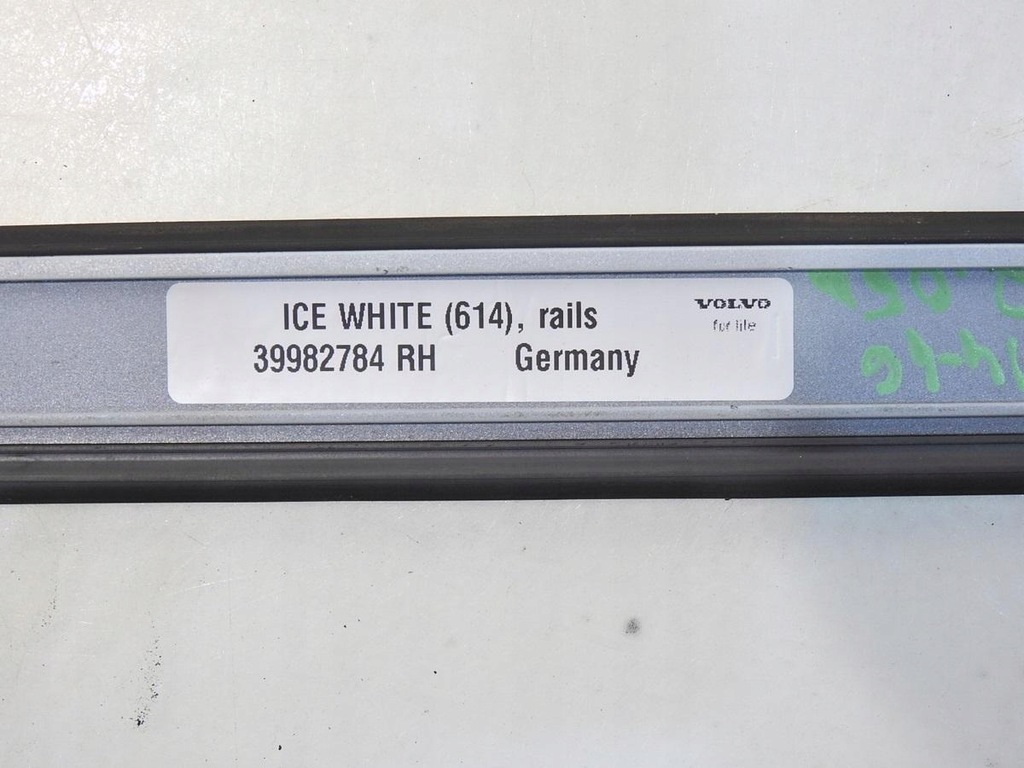 ICE WHITE (614), rails
39982784 RH Germany
VOLVO
for life